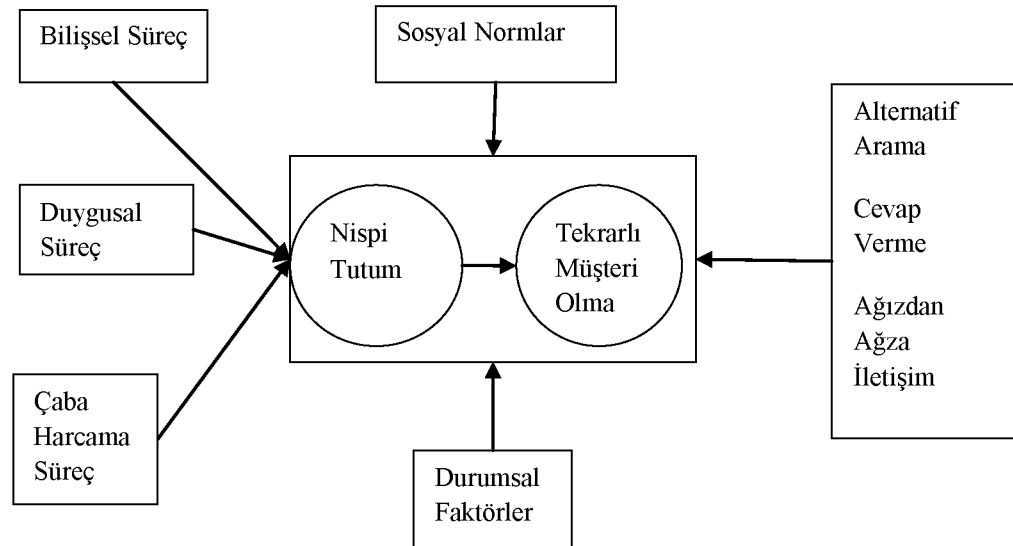 Bilişsel Süreç
Sosyal Normlar
Duygusal
Süreç
Çaba
Harcama
Süreç
Nispi
Tutum
Tekrarlı
Müşteri
Olma
Durumsal
Faktörler
Alternatif
Arama
Cevap
Verme
Ağızdan
Ağza
İletişim